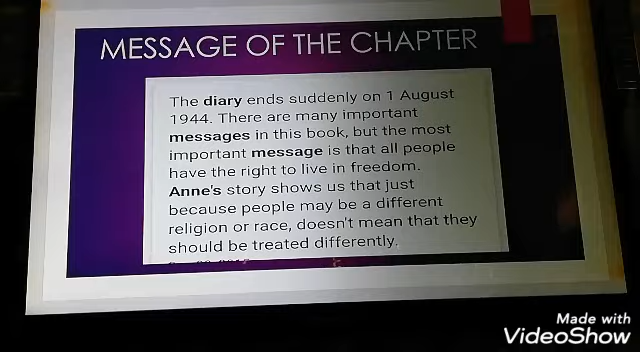 MESSAGE OF THE CHAPTER
The diary ends suddenly on 1 August
1944. There are many important
messages in this book, but the most
important message is that all people
have the right to live in freedom.
Anne's story shows us that just
because people may be a different
religion or race, doesn't mean that they
should be treated differently.
Made with
VideoShow